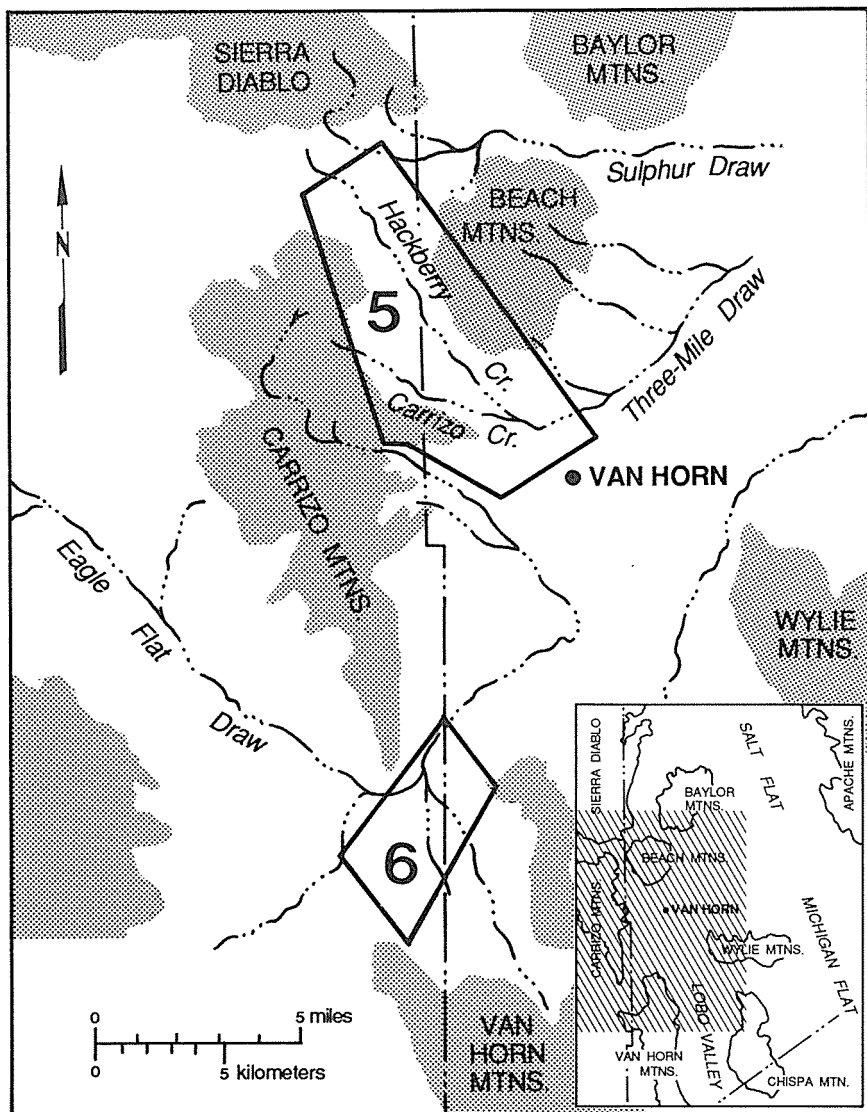 SIERRA
DIABLO
BAYLOR
MTNS.
Sulphur Draw
N
BEACH
MTNS.
Hackberry
Cr.
5
Three-Mile Draw
Carrizo
Cr.
VAN HORN
CARRIZO MTNS.
Eagle
Flat
Draw
WYLIE
MTNS.
6
VAN
HORN
MTNS.
0 5 miles
0 5 kilometers
SIERRA DIABLO
SALT FLAT
APACHE MTNS.
BAYLOR
MTNS.
BEACH MTNS.
CARRIZO MTNS.
VAN HORN
WYLIE MTNS.
MICHIGAN FLAT
LOBO VALLEY
VAN HORN
MTNS.
CHISPA MTN.